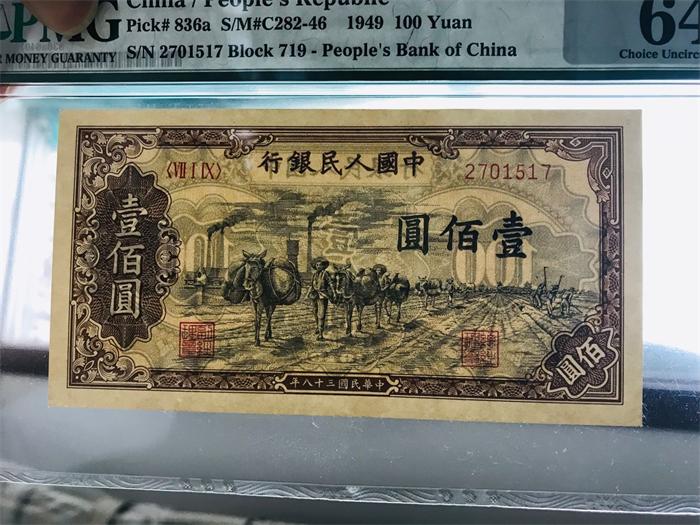 China / People's Republic
PMG
Pick# 836a S/M#C282-46 1949 100 Yuan
64
MONEY GUARANTY
S/N 2701517 Block 719 - People's Bank of China
Choice Uncirc
行銀民人國中
〈VII I IX〉
2701517
圓佰壹
壹佰圓
佰圓
年八十三國民華中